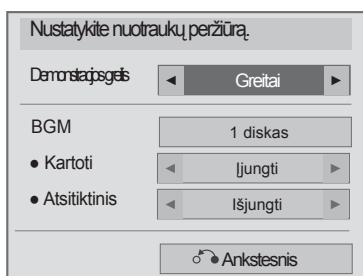 Nustatykite nuotraukų peržiūrą.
Demonstracijos greitis ◄ Greitai ►
BGM 1 diskas
● Kartoti ◄ Įjungti ►
● Atsitiktinis ◄ Išjungti ►
Ankstesnis